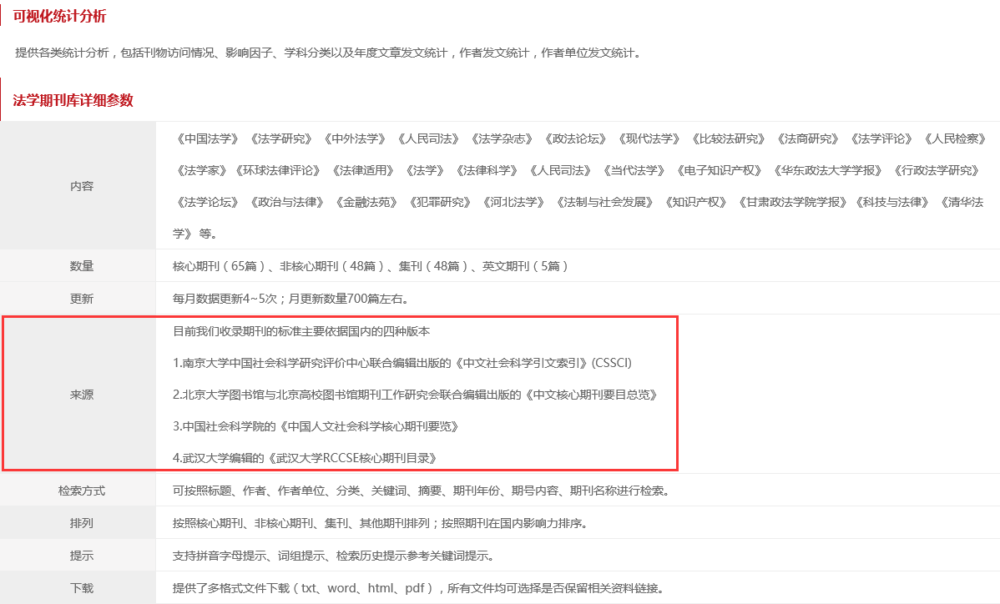 可视化统计分析
提供各类统计分析，包括刊物访问情况、影响因子、学科分类以及年度文章发文统计，作者发文统计，作者单位发文统计。
法学期刊库详细参数
内容
《中国法学》 《法学研究》 《中外法学》 《人民司法》 《法学杂志》 《政法论坛》 《现代法学》 《比较法研究》 《法商研究》 《法学评论》 《人民检察》
《法学家》 《环球法律评论》 《法律适用》 《法学》 《法律科学》 《人民司法》 《当代法学》 《电子知识产权》 《华东政法大学学报》 《行政法学研究》
《法学论坛》 《政治与法律》 《金融法苑》 《犯罪研究》 《河北法学》 《法制与社会发展》 《知识产权》 《甘肃政法学院学报》 《科技与法律》 《清华法
学》 等。
数量
核心期刊（65篇）、非核心期刊（48篇）、集刊（48篇）、英文期刊（5篇）
更新
每月数据更新4~5次；月更新数量700篇左右。
来源
目前我们收录期刊的标准主要依据国内的四种版本
1.南京大学中国社会科学研究评价中心联合编辑出版的《中文社会科学引文索引》(CSSCI)
2.北京大学图书馆与北京高校图书馆期刊工作研究会联合编辑出版的《中文核心期刊要目总览》
3.中国社会科学院的《中国人文社会科学核心期刊要览》
4.武汉大学编辑的《武汉大学RCCSE核心期刊目录》
检索方式
可按照标题、作者、作者单位、分类、关键词、摘要、期刊年份、期号内容、期刊名称进行检索。
排列
按照核心期刊、非核心期刊、集刊、其他期刊排列；按照期刊在国内影响力排序。
提示
支持拼音字母提示、词组提示、检索历史提示参考关键词提示。
下载
提供了多格式文件下载（txt、word、html、pdf），所有文件均可选择是否保留相关资料链接。